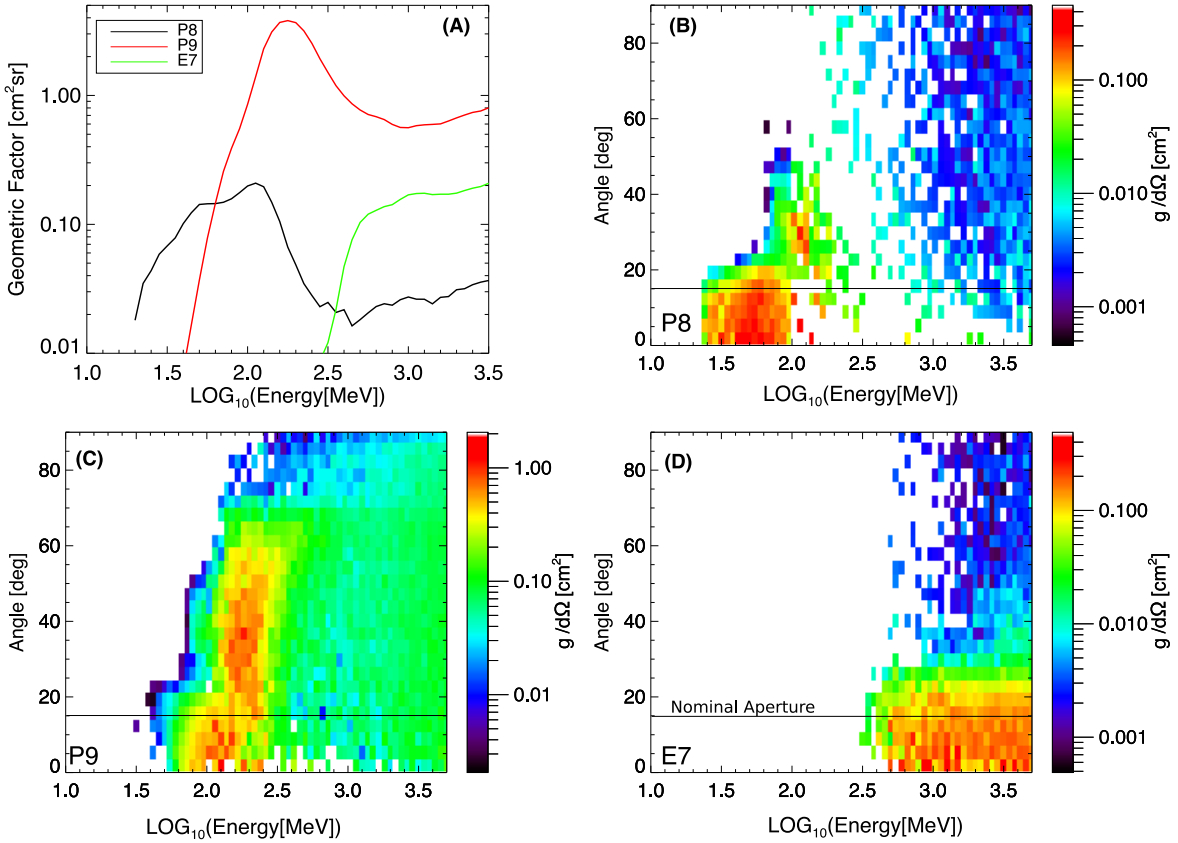 (A)
P8
P9
E7
Geometric Factor [cm²sr]
1.00
0.10
0.01
1.0 1.5 2.0 2.5 3.0 3.5
LOG₁₀(Energy[MeV])
(B)
Angle [deg]
80
60
40
20
0
P8
1.0 1.5 2.0 2.5 3.0 3.5
LOG₁₀(Energy[MeV])
0.100
0.010
0.001
g/dΩ [cm²]
(C)
Angle [deg]
80
60
40
20
0
P9
1.0 1.5 2.0 2.5 3.0 3.5
LOG₁₀(Energy[MeV])
1.00
0.10
0.01
g/dΩ [cm²]
(D)
Angle [deg]
80
60
40
20
0
Nominal Aperture
E7
1.0 1.5 2.0 2.5 3.0 3.5
LOG₁₀(Energy[MeV])
0.100
0.010
0.001
g/dΩ [cm²]